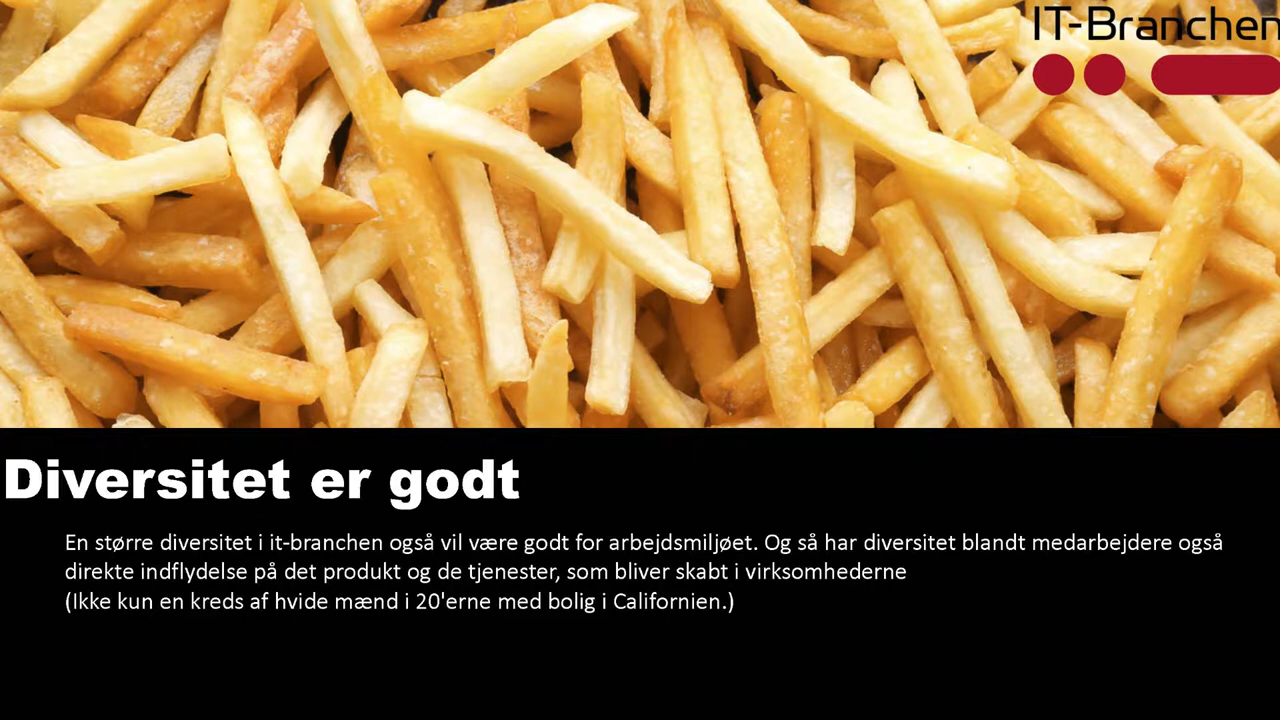 IT-Branchen
Diversitet er godt
En større diversitet i it-branchen også vil være godt for arbejdsmiljøet. Og så har diversitet blandt medarbejdere også
direkte indflydelse på det produkt og de tjenester, som bliver skabt i virksomhederne
(Ikke kun en kreds af hvide mænd i 20'erne med bolig i Californien.)